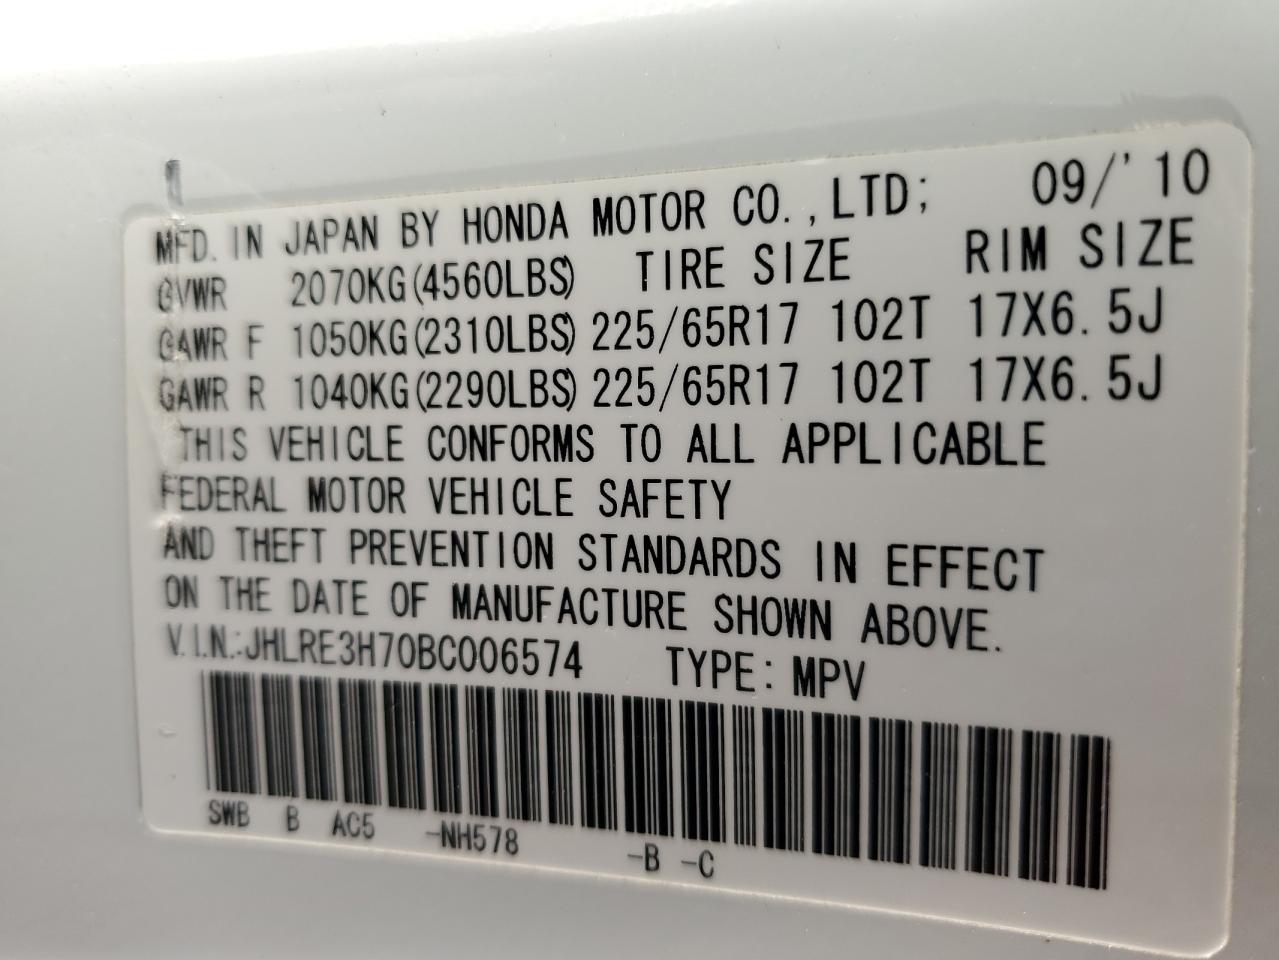 MFD. IN JAPAN BY HONDA MOTOR CO., LTD; 09/'10
GVWR 2070KG(4560LBS) TIRE SIZE RIM SIZE
GAWR F 1050KG(2310LBS) 225/65R17 102T 17X6.5J
GAWR R 1040KG(2290LBS) 225/65R17 102T 17X6.5J
THIS VEHICLE CONFORMS TO ALL APPLICABLE
FEDERAL MOTOR VEHICLE SAFETY
AND THEFT PREVENTION STANDARDS IN EFFECT
ON THE DATE OF MANUFACTURE SHOWN ABOVE.
V.I.N.:JHLRE3H70BC006574 TYPE: MPV
SWB B AC5 -NH578 -B -C